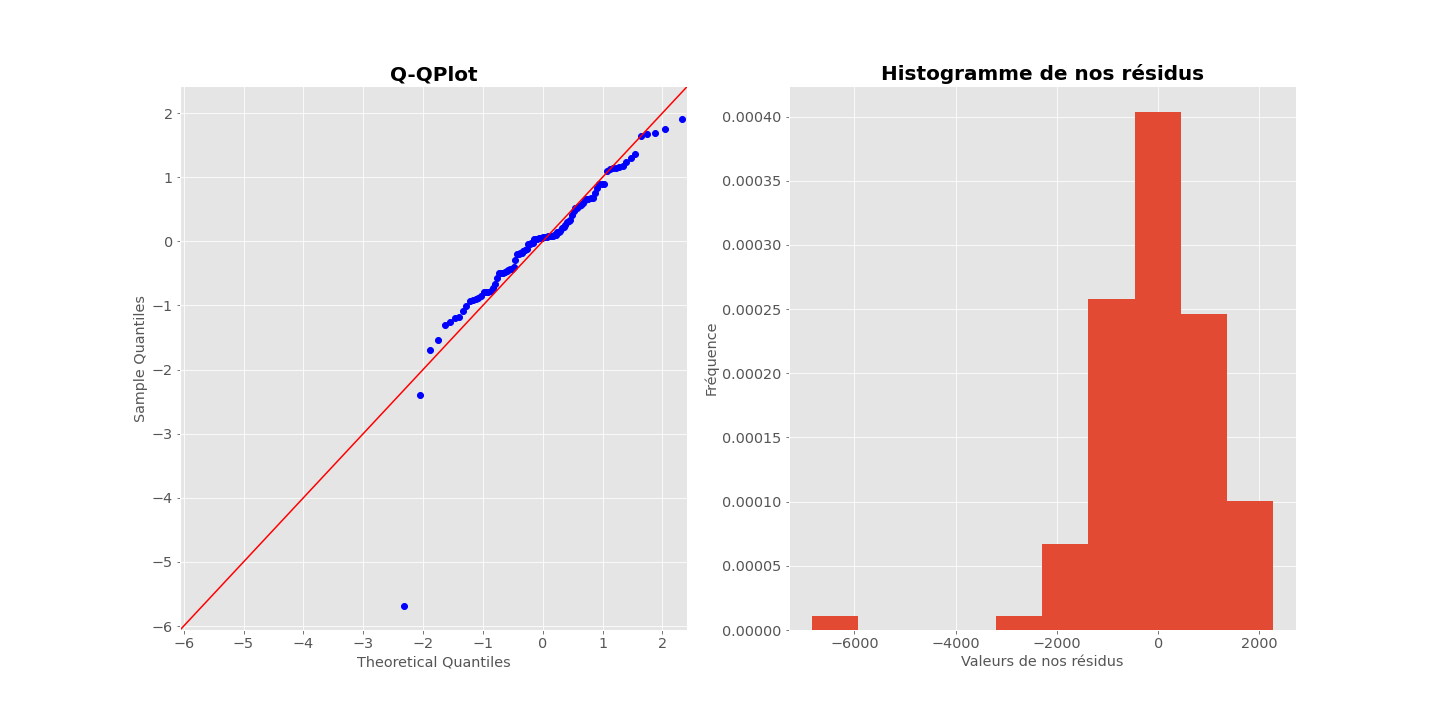 Q-QPlot
2
1
0
−1
−2
−3
−4
−5
−6
Sample Quantiles
−6 −5 −4 −3 −2 −1 0 1 2
Theoretical Quantiles
Histogramme de nos résidus
0.00040
0.00035
0.00030
0.00025
0.00020
0.00015
0.00010
0.00005
0.00000
Fréquence
−6000 −4000 −2000 0 2000
Valeurs de nos résidus